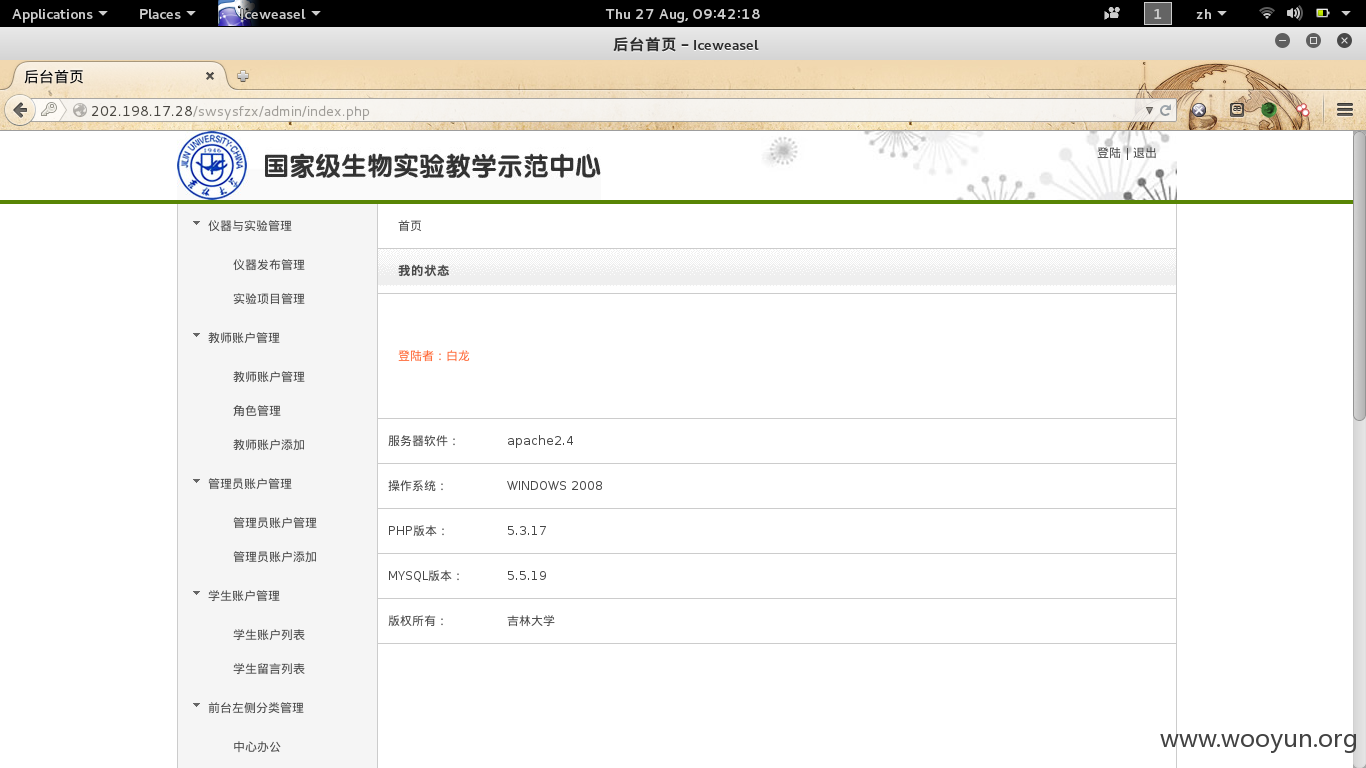 Applications Places Iceweasel Thu 27 Aug, 09:42:18 1 zh
后台首页 - Iceweasel
后台首页
202.198.17.28/swsysfzx/admin/index.php
JILIN UNIVERSITY·CHINA
1946
国家级生物实验教学示范中心
登陆 | 退出
仪器与实验管理
仪器发布管理
实验项目管理
教师账户管理
教师账户管理
角色管理
教师账户添加
管理员账户管理
管理员账户管理
管理员账户添加
学生账户管理
学生账户列表
学生留言列表
前台左侧分类管理
中心办公
首页
我的状态
登陆者：白龙
服务器软件： apache2.4
操作系统： WINDOWS 2008
PHP版本： 5.3.17
MYSQL版本： 5.5.19
版权所有： 吉林大学
www.wooyun.org